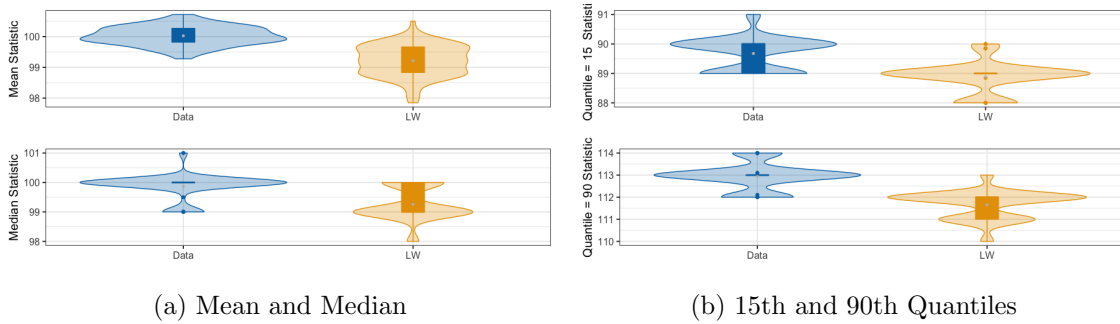 Mean Statistic
100
99
98
Data
LW
Median Statistic
101
100
99
98
Data
LW
(a) Mean and Median
Quantile = 15 Statistic
91
90
89
88
Data
LW
Quantile = 90 Statistic
114
113
112
111
110
Data
LW
(b) 15th and 90th Quantiles